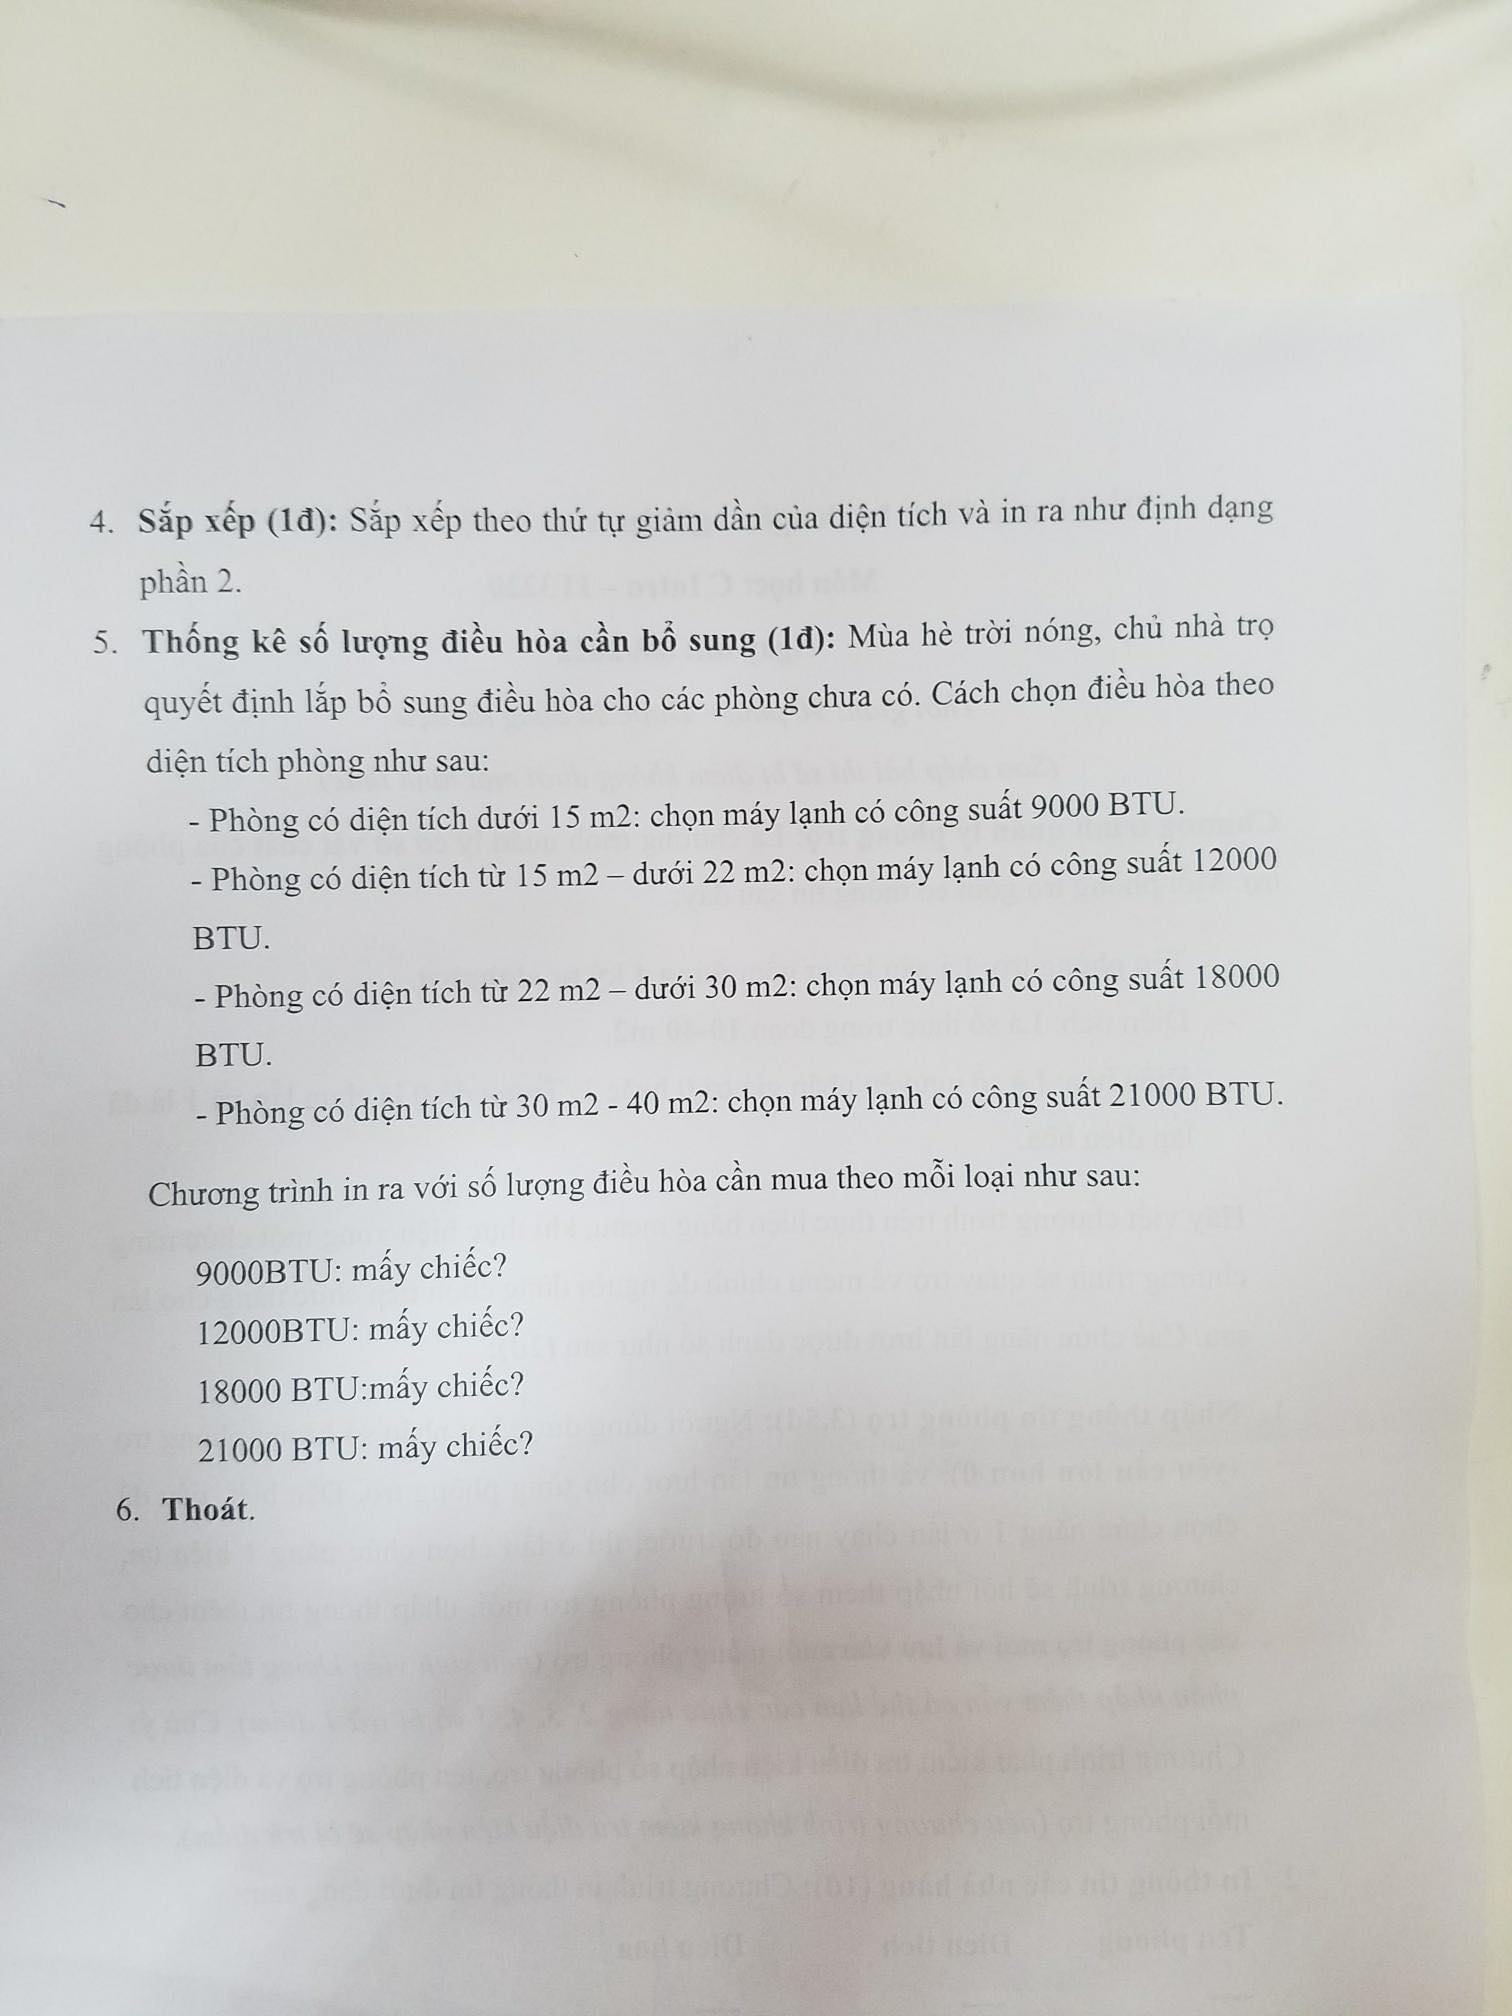 4. Sắp xếp (1đ): Sắp xếp theo thứ tự giảm dần của diện tích và in ra như định dạng
phần 2.
5. Thống kê số lượng điều hòa cần bổ sung (1đ): Mùa hè trời nóng, chủ nhà trọ
quyết định lắp bổ sung điều hòa cho các phòng chưa có. Cách chọn điều hòa theo
diện tích phòng như sau:
- Phòng có diện tích dưới 15 m2: chọn máy lạnh có công suất 9000 BTU.
- Phòng có diện tích từ 15 m2 – dưới 22 m2: chọn máy lạnh có công suất 12000
BTU.
- Phòng có diện tích từ 22 m2 – dưới 30 m2: chọn máy lạnh có công suất 18000
BTU.
- Phòng có diện tích từ 30 m2 - 40 m2: chọn máy lạnh có công suất 21000 BTU.
Chương trình in ra với số lượng điều hòa cần mua theo mỗi loại như sau:
9000BTU: mấy chiếc?
12000BTU: mấy chiếc?
18000 BTU:mấy chiếc?
21000 BTU: mấy chiếc?
6. Thoát.